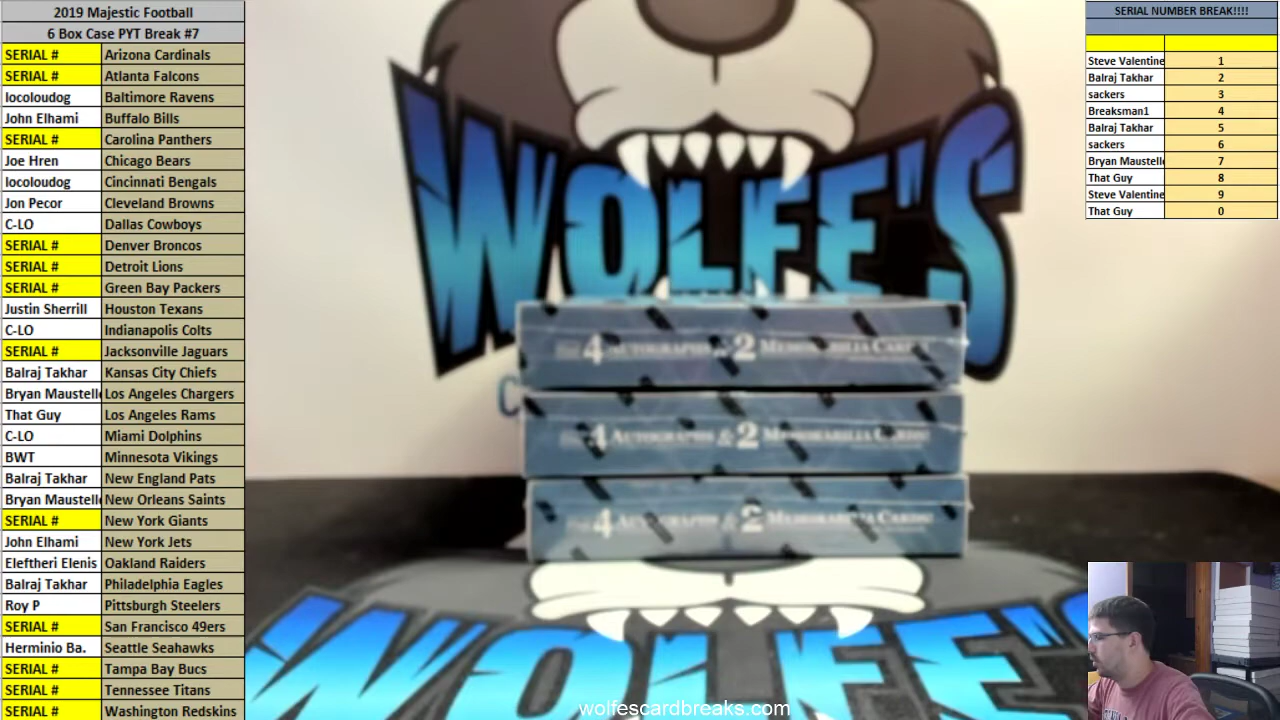 2019 Majestic Football
6 Box Case PYT Break #7
SERIAL # Arizona Cardinals
SERIAL # Atlanta Falcons
locoloudog Baltimore Ravens
John Elhami Buffalo Bills
SERIAL # Carolina Panthers
Joe Hren Chicago Bears
locoloudog Cincinnati Bengals
Jon Pecor Cleveland Browns
C-LO Dallas Cowboys
SERIAL # Denver Broncos
SERIAL # Detroit Lions
SERIAL # Green Bay Packers
Justin Sherrill Houston Texans
C-LO Indianapolis Colts
SERIAL # Jacksonville Jaguars
Balraj Takhar Kansas City Chiefs
Bryan Maustelle Los Angeles Chargers
That Guy Los Angeles Rams
C-LO Miami Dolphins
BWT Minnesota Vikings
Balraj Takhar New England Pats
Bryan Maustelle New Orleans Saints
SERIAL # New York Giants
John Elhami New York Jets
Eleftheri Elenis Oakland Raiders
Balraj Takhar Philadelphia Eagles
Roy P Pittsburgh Steelers
SERIAL # San Francisco 49ers
Herminio Ba. Seattle Seahawks
SERIAL # Tampa Bay Bucs
SERIAL # Tennessee Titans
SERIAL # Washington Redskins
WOLFE'S
4 AUTOGRAPHS & 2 MEMORABILIA CARDS
4 AUTOGRAPHS & 2 MEMORABILIA CARDS
4 AUTOGRAPHS & 2 MEMORABILIA CARDS
WOLFE'S
wolfescardbreaks.com
SERIAL NUMBER BREAK!!!!
Steve Valentine 1
Balraj Takhar 2
sackers 3
Breaksman1 4
Balraj Takhar 5
sackers 6
Bryan Maustelle 7
That Guy 8
Steve Valentine 9
That Guy 0